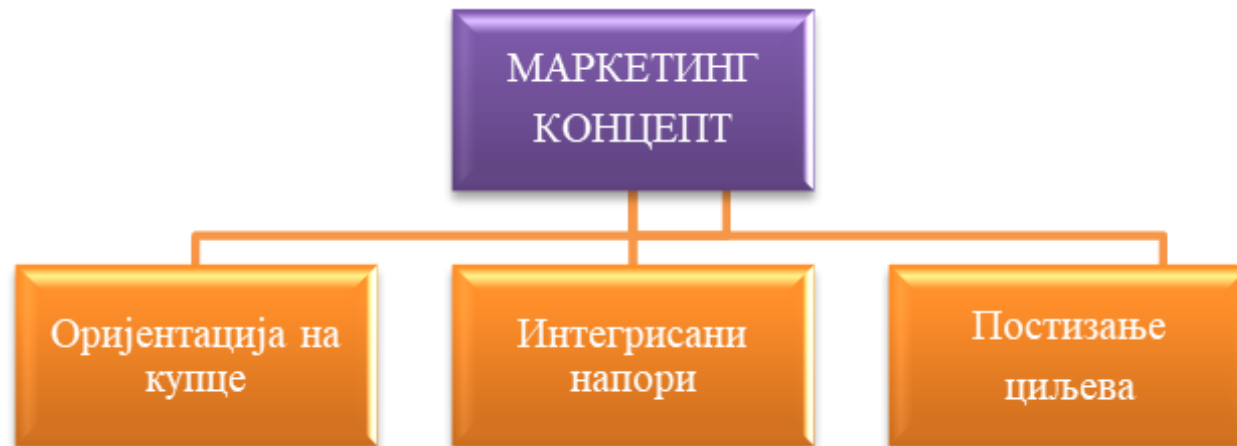 МАРКЕТИНГ
КОНЦЕПТ
Оријентација на
купце
Интегрисани
напори
Постизање
циљева